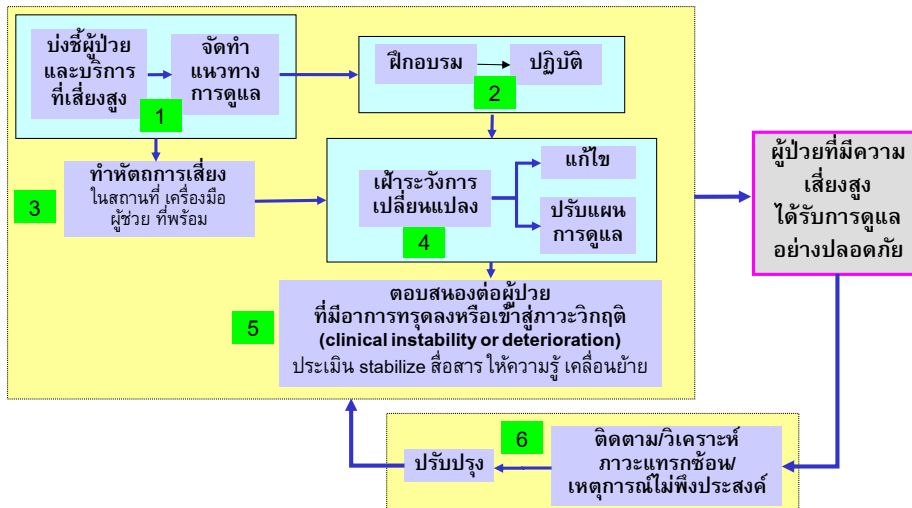 บ่งชี้ผู้ป่วย
และบริการ
ที่เสี่ยงสูง
จัดทำ
แนวทาง
การดูแล
1
ฝึกอบรม
ปฏิบัติ
2
3
ทำหัตถการเสี่ยง
ในสถานที่ เครื่องมือ
ผู้ช่วย ที่พร้อม
เฝ้าระวังการ
เปลี่ยนแปลง
4
แก้ไข
ปรับแผน
การดูแล
ผู้ป่วยที่มีความ
เสี่ยงสูง
ได้รับการดูแล
อย่างปลอดภัย
5
ตอบสนองต่อผู้ปวย
ที่มีอาการทรุดลงหรือเข้าสู่ภาวะวิกฤติ
(clinical instability or deterioration)
ประเมิน stabilize สื่อสาร ให้ความรู้ เคลื่อนย้าย
6
ปรับปรุง
ติดตาม/วิเคราะห์
ภาวะแทรกซ้อน/
เหตุการณ์ไม่พึงประสงค์